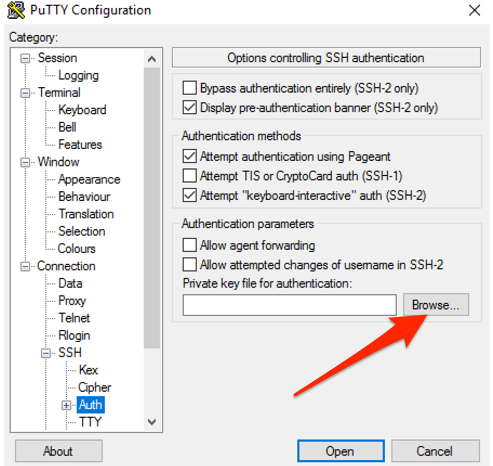 PuTTY Configuration
Category:
Session
Logging
Terminal
Keyboard
Bell
Features
Window
Appearance
Behaviour
Translation
Selection
Colours
Connection
Data
Proxy
Telnet
Rlogin
SSH
Kex
Cipher
Auth
TTY
Options controlling SSH authentication
Bypass authentication entirely (SSH-2 only)
Display pre-authentication banner (SSH-2 only)
Authentication methods
Attempt authentication using Pageant
Attempt TIS or CryptoCard auth (SSH-1)
Attempt "keyboard-interactive" auth (SSH-2)
Authentication parameters
Allow agent forwarding
Allow attempted changes of username in SSH-2
Private key file for authentication:
Browse...
About
Open
Cancel